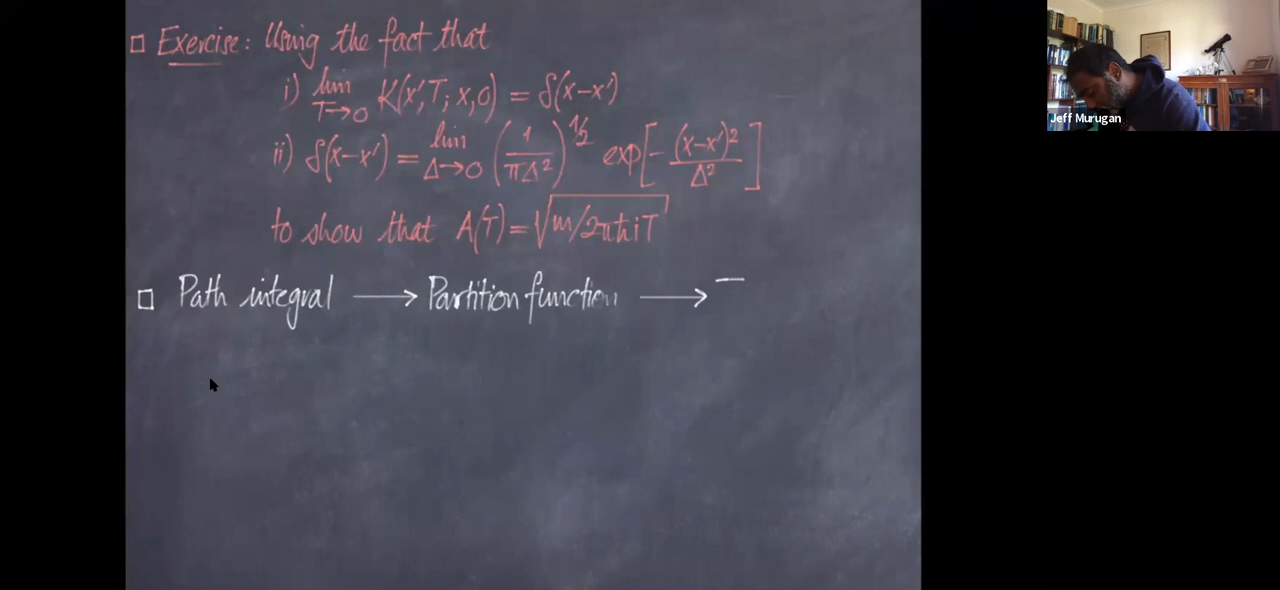 □ Exercise: Using the fact that
i) lim T→0 K(x',T; x,0) = δ(x-x')
ii) δ(x-x') = lim Δ→0 (1/πΔ²)^1/2 exp[-(x-x')²/Δ²]
to show that A(T) = √m/2πħiT
□ Path integral → Partition function →
Jeff Murugan